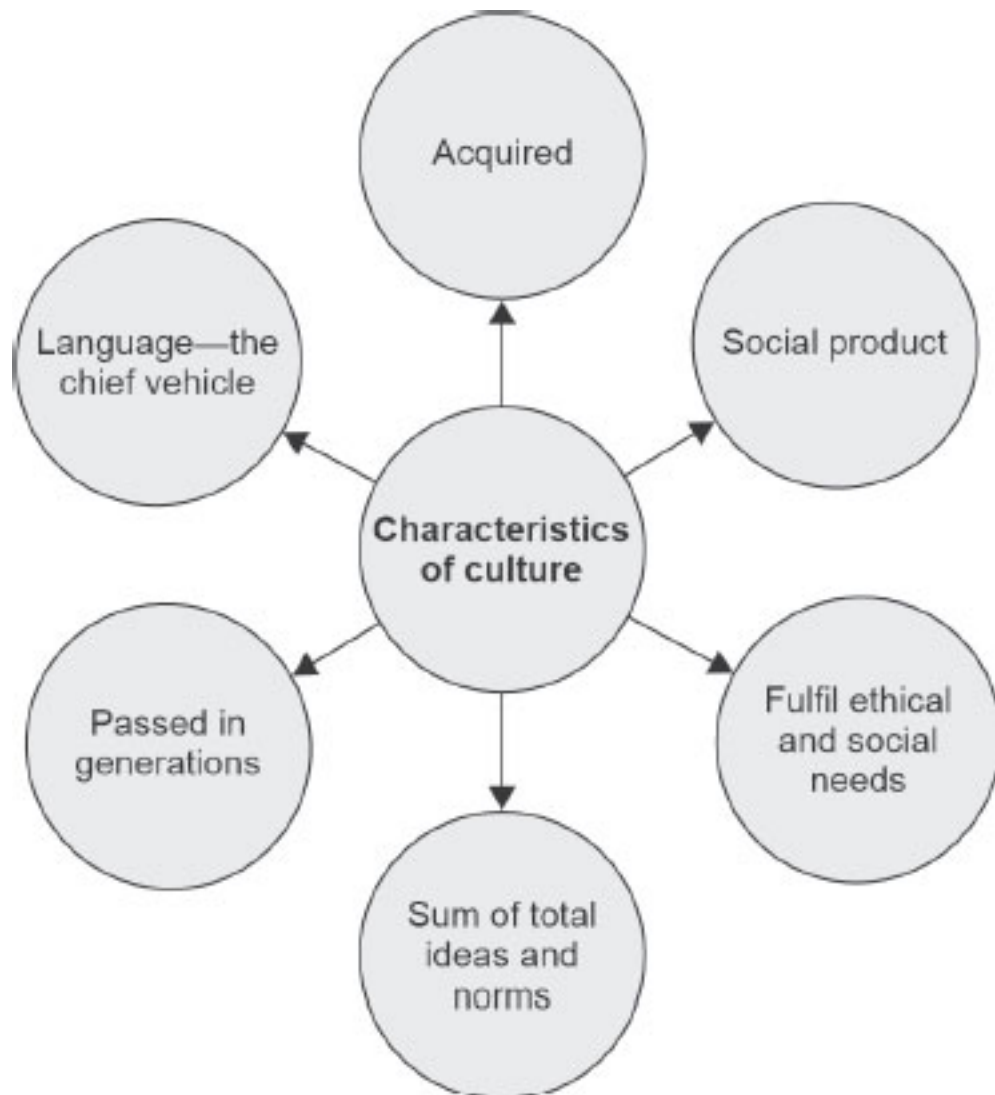 Acquired
Social product
Language—the
chief vehicle
Characteristics
of culture
Fulfil ethical
and social
needs
Passed in
generations
Sum of total
ideas and
norms